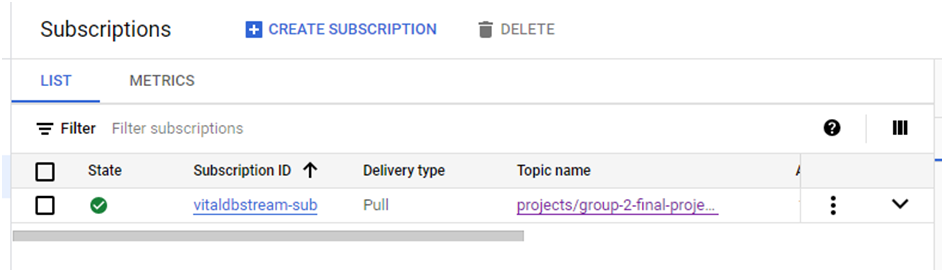 Subscriptions CREATE SUBSCRIPTION DELETE
LIST METRICS
Filter Filter subscriptions
State Subscription ID Delivery type Topic name
vitaldbstream-sub Pull projects/group-2-final-proje...